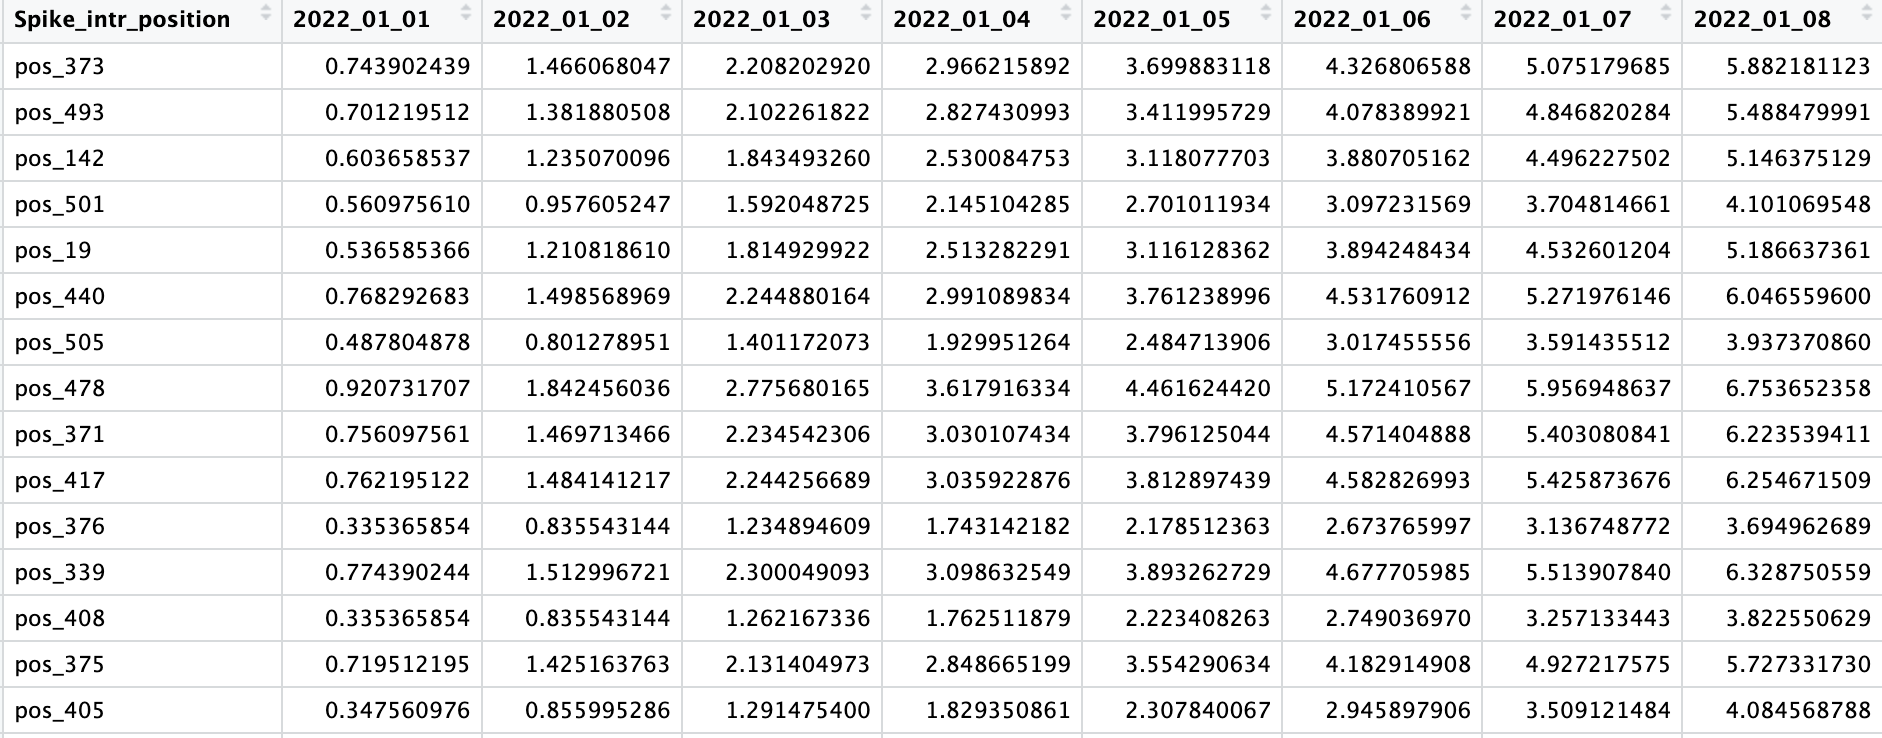 Spike_intr_position 2022_01_01 2022_01_02 2022_01_03 2022_01_04 2022_01_05 2022_01_06 2022_01_07 2022_01_08
pos_373 0.743902439 1.466068047 2.208202920 2.966215892 3.699883118 4.326806588 5.075179685 5.882181123
pos_493 0.701219512 1.381880508 2.102261822 2.827430993 3.411995729 4.078389921 4.846820284 5.488479991
pos_142 0.603658537 1.235070096 1.843493260 2.530084753 3.118077703 3.880705162 4.496227502 5.146375129
pos_501 0.560975610 0.957605247 1.592048725 2.145104285 2.701011934 3.097231569 3.704814661 4.101069548
pos_19 0.536585366 1.210818610 1.814929922 2.513282291 3.116128362 3.894248434 4.532601204 5.186637361
pos_440 0.768292683 1.498568969 2.244880164 2.991089834 3.761238996 4.531760912 5.271976146 6.046559600
pos_505 0.487804878 0.801278951 1.401172073 1.929951264 2.484713906 3.017455556 3.591435512 3.937370860
pos_478 0.920731707 1.842456036 2.775680165 3.617916334 4.461624420 5.172410567 5.956948637 6.753652358
pos_371 0.756097561 1.469713466 2.234542306 3.030107434 3.796125044 4.571404888 5.403080841 6.223539411
pos_417 0.762195122 1.484141217 2.244256689 3.035922876 3.812897439 4.582826993 5.425873676 6.254671509
pos_376 0.335365854 0.835543144 1.234894609 1.743142182 2.178512363 2.673765997 3.136748772 3.694962689
pos_339 0.774390244 1.512996721 2.300049093 3.098632549 3.893262729 4.677705985 5.513907840 6.328750559
pos_408 0.335365854 0.835543144 1.262167336 1.762511879 2.223408263 2.749036970 3.257133443 3.822550629
pos_375 0.719512195 1.425163763 2.131404973 2.848665199 3.554290634 4.182914908 4.927217575 5.727331730
pos_405 0.347560976 0.855995286 1.291475400 1.829350861 2.307840067 2.945897906 3.509121484 4.084568788